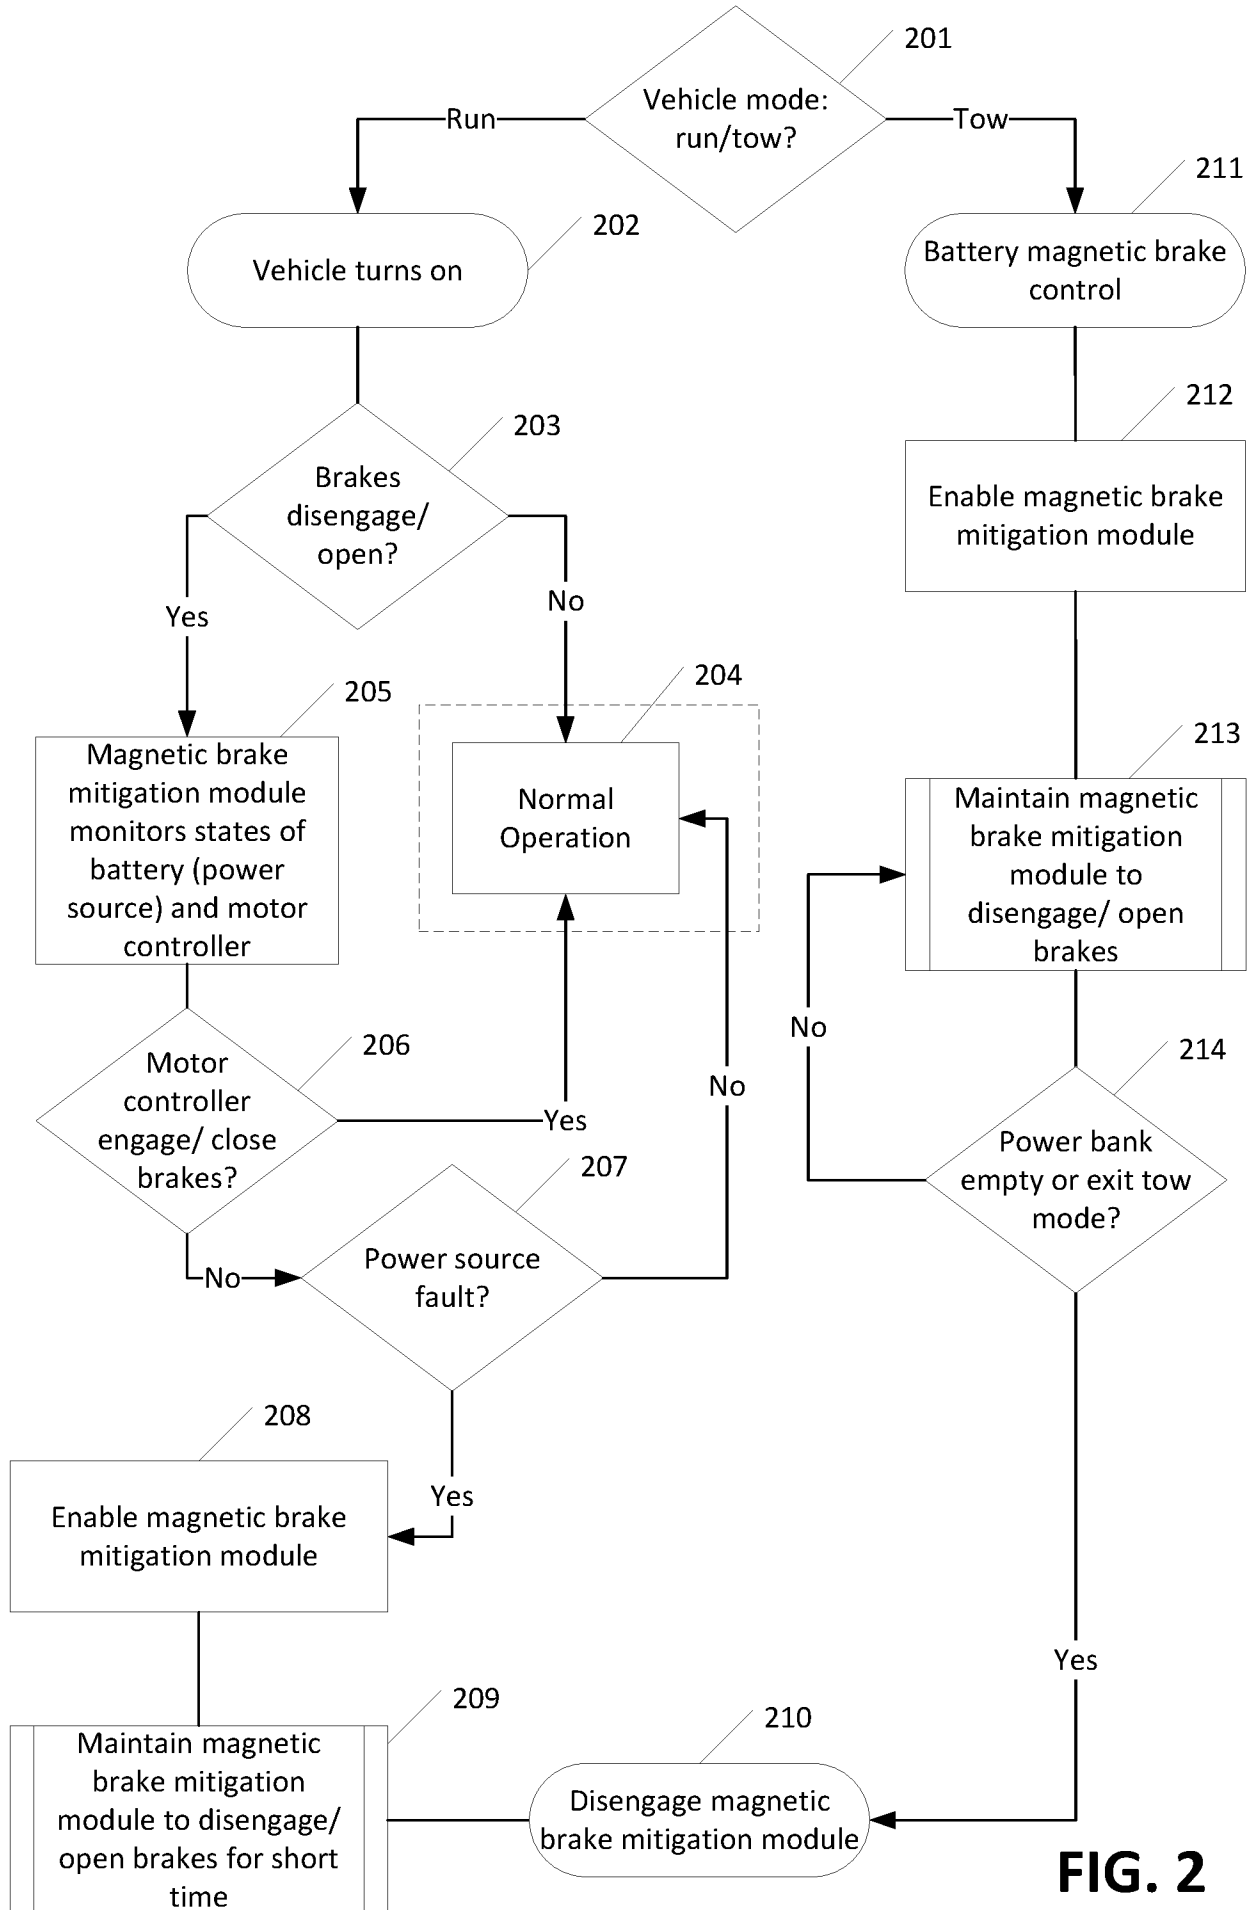 201
Vehicle mode:
run/tow?
Run
Tow
211
202
Vehicle turns on
Battery magnetic brake
control
212
203
Brakes
disengage/
open?
Enable magnetic brake
mitigation module
Yes
No
205
204
213
Magnetic brake
mitigation module
monitors states of
battery (power
source) and motor
controller
Normal
Operation
Maintain magnetic
brake mitigation
module to
disengage/ open
brakes
No
206
214
Motor
controller
engage/ close
brakes?
Yes
No
207
Power bank
empty or exit tow
mode?
No
Power source
fault?
208
Yes
Enable magnetic brake
mitigation module
Yes
209
210
Maintain magnetic
brake mitigation
module to disengage/
open brakes for short
time
Disengage magnetic
brake mitigation module
FIG. 2